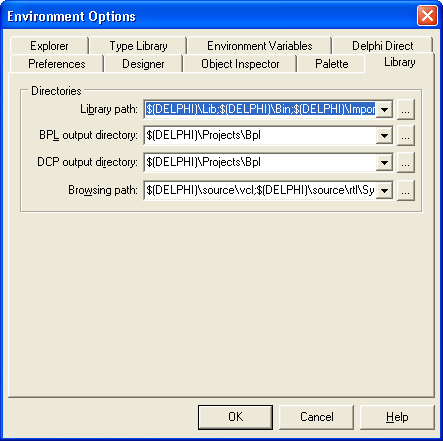 Environment Options
Explorer Type Library Environment Variables Delphi Direct
Preferences Designer Object Inspector Palette Library
Directories
Library path: $(DELPHI)\Lib;$(DELPHI)\Bin;$(DELPHI)\Impor ...
BPL output directory: $(DELPHI)\Projects\Bpl ...
DCP output directory: $(DELPHI)\Projects\Bpl ...
Browsing path: $(DELPHI)\source\vcl;$(DELPHI)\source\rtl\Sy ...
OK Cancel Help